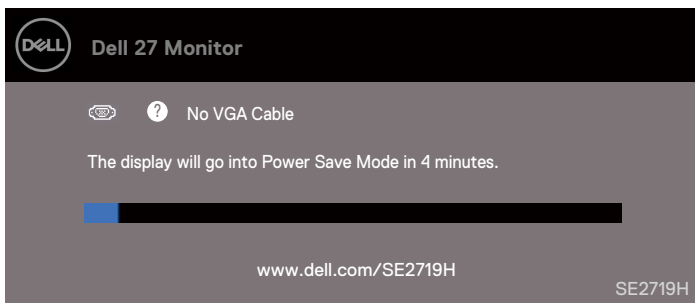 DELL
Dell 27 Monitor
? No VGA Cable
The display will go into Power Save Mode in 4 minutes.
www.dell.com/SE2719H
SE2719H